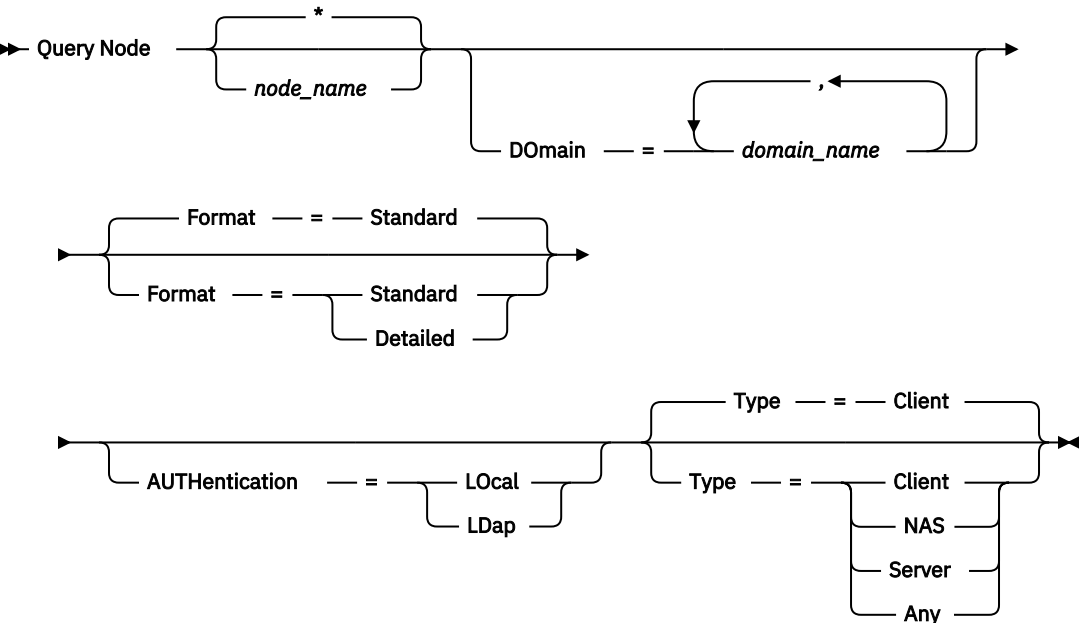 *
Query Node
node_name
,
DOmain = domain_name
Format = Standard
Format = Standard
Detailed
Type = Client
AUTHentication = LOcal
LDap
Type = Client
NAS
Server
Any